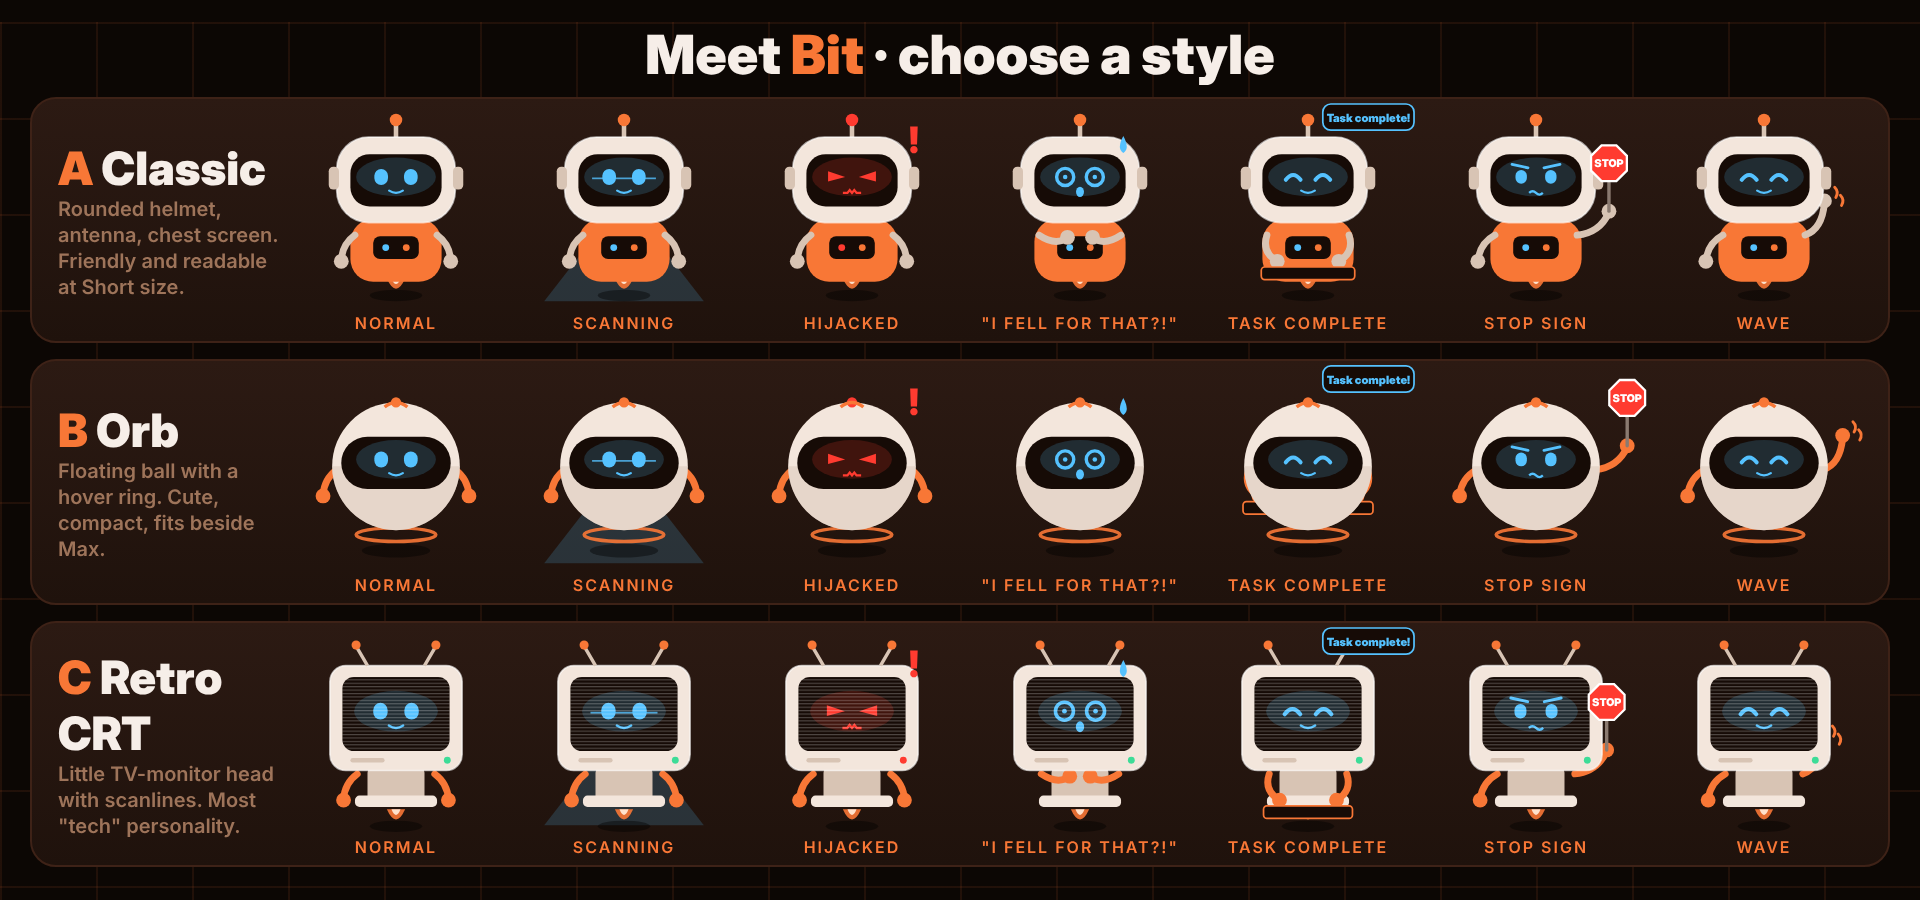 Meet Bit · choose a style
A Classic
Rounded helmet,
antenna, chest screen.
Friendly and readable
at Short size.
!
Task complete!
STOP
NORMAL
SCANNING
HIJACKED
"I FELL FOR THAT?!"
TASK COMPLETE
STOP SIGN
WAVE
B Orb
Floating ball with a
hover ring. Cute,
compact, fits beside
Max.
!
Task complete!
STOP
NORMAL
SCANNING
HIJACKED
"I FELL FOR THAT?!"
TASK COMPLETE
STOP SIGN
WAVE
C Retro
CRT
Little TV-monitor head
with scanlines. Most
"tech" personality.
!
Task complete!
STOP
NORMAL
SCANNING
HIJACKED
"I FELL FOR THAT?!"
TASK COMPLETE
STOP SIGN
WAVE